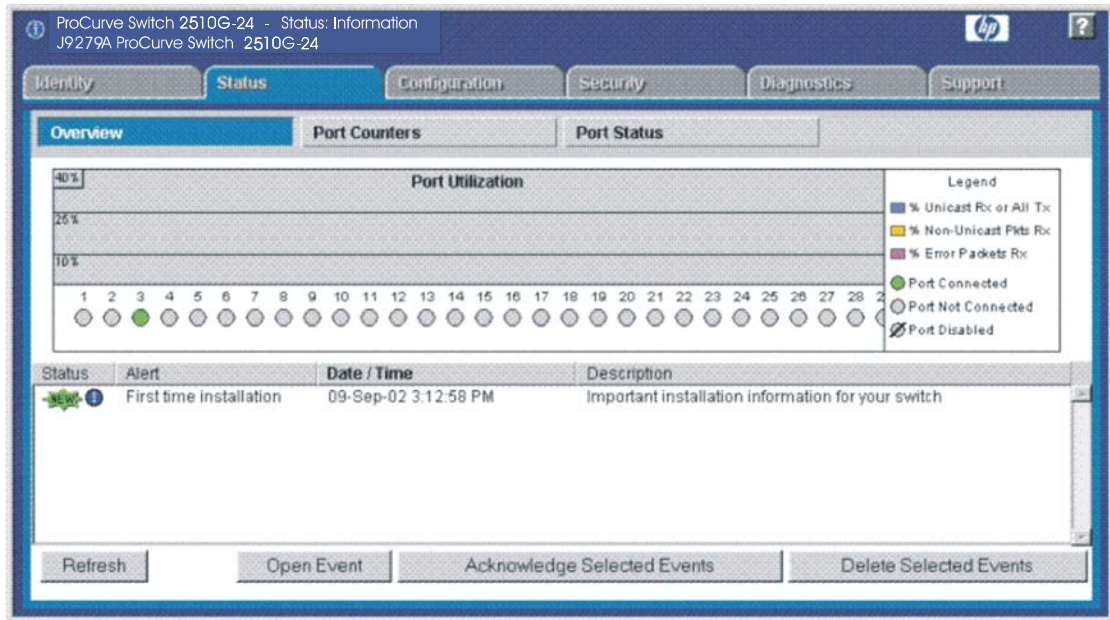 ProCurve Switch 2510G-24 - Status: Information
J9279A ProCurve Switch 2510G-24
hp
?
Identity Status Configuration Security Diagnostics Support
Overview Port Counters Port Status
40%
Port Utilization
25%
10%
1 2 3 4 5 6 7 8 9 10 11 12 13 14 15 16 17 18 19 20 21 22 23 24 25 26 27 28 2
Legend
% Unicast Rx or All Tx
% Non-Unicast Pkts Rx
% Error Packets Rx
Port Connected
Port Not Connected
Port Disabled
Status Alert Date / Time Description
NEW! First time installation 09-Sep-02 3:12:58 PM Important installation information for your switch
Refresh Open Event Acknowledge Selected Events Delete Selected Events